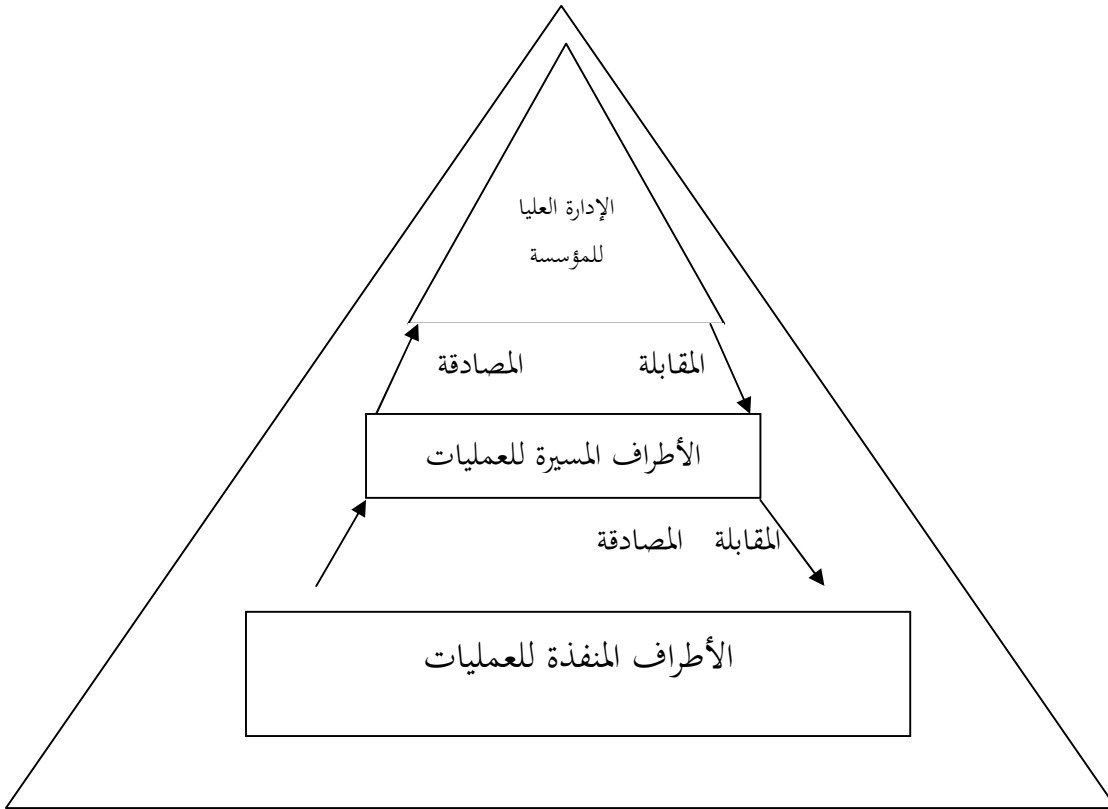 الإدارة العليا
للمؤسسة
المقابلة المصادقة
الأطراف المسيرة للعمليات
المقابلة المصادقة
الأطراف المنفذة للعمليات